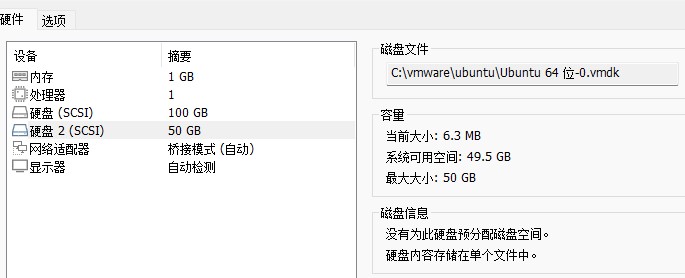 硬件 选项
设备 摘要
内存 1 GB
处理器 1
硬盘 (SCSI) 100 GB
硬盘 2 (SCSI) 50 GB
网络适配器 桥接模式 (自动)
显示器 自动检测
磁盘文件
C:\vmware\ubuntu\Ubuntu 64 位-0.vmdk
容量
当前大小: 6.3 MB
系统可用空间: 49.5 GB
最大大小: 50 GB
磁盘信息
没有为此硬盘预分配磁盘空间。
硬盘内容存储在单个文件中。